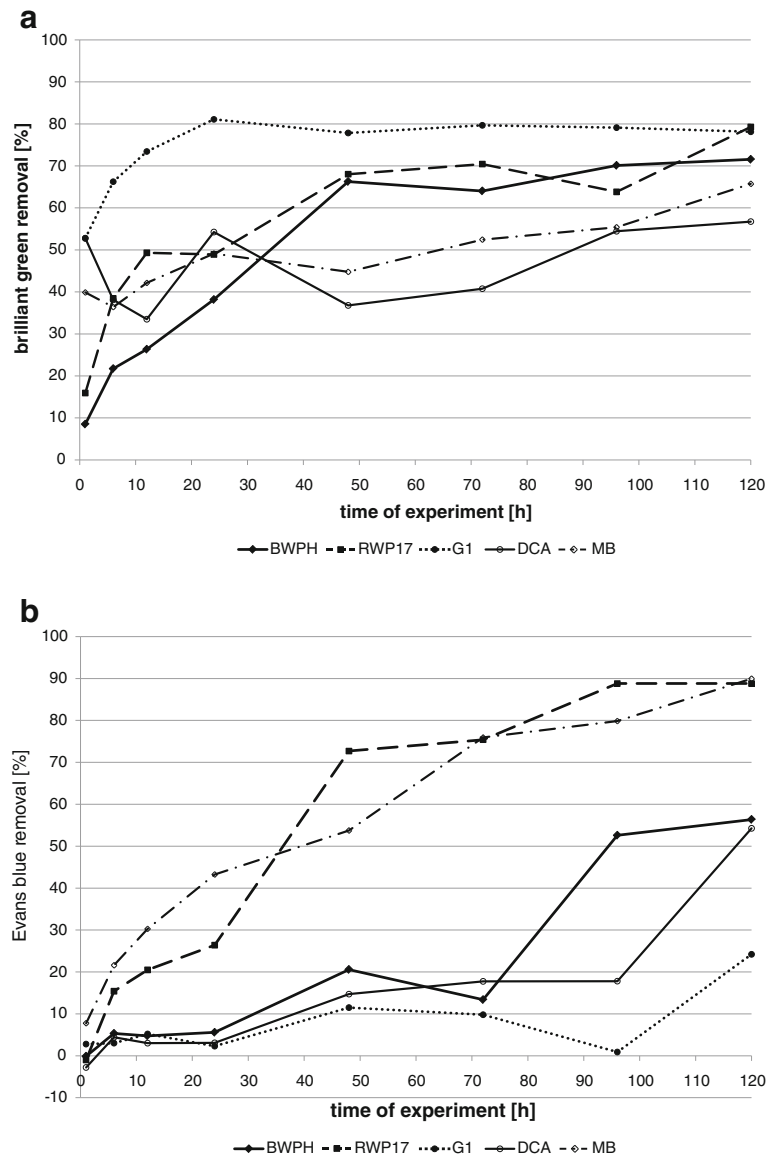 a
brilliant green removal [%]
100
90
80
70
60
50
40
30
20
10
0
0 10 20 30 40 50 60 70 80 90 100 110 120
time of experiment [h]
BWPH RWP17 G1 DCA MB
b
Evans blue removal [%]
100
90
80
70
60
50
40
30
20
10
0
-10
0 10 20 30 40 50 60 70 80 90 100 110 120
time of experiment [h]
BWPH RWP17 G1 DCA MB